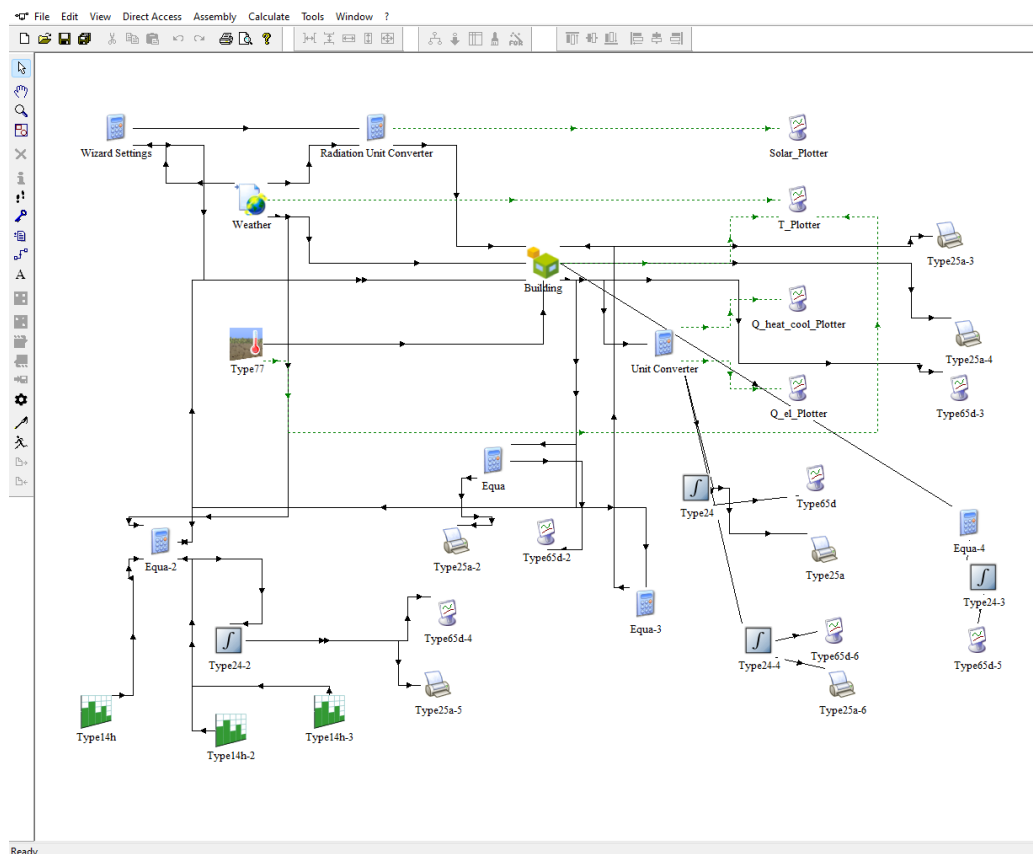 File Edit View Direct Access Assembly Calculate Tools Window ?
FOR
A
Wizard Settings
Radiation Unit Converter
Solar_Plotter
Weather
T_Plotter
Type25a-3
Building
Q_heat_cool_Plotter
Type25a-4
Type77
Unit Converter
Type65d-3
Q_el_Plotter
Equa
Type65d
Type24
Type25a-2
Type65d-2
Equa-4
Equa-2
Type25a
Type24-3
Equa-3
Type65d-4
Type24-2
Type24-4
Type65d-6
Type65d-5
Type25a-5
Type25a-6
Type14h
Type14h-3
Type14h-2
Ready